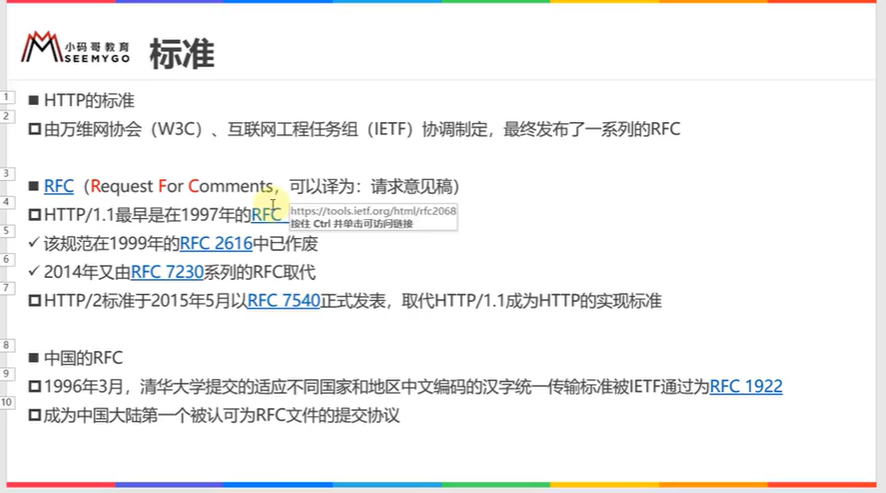 小码哥教育
SEEMYGO
标准
1
■ HTTP的标准
2
由万维网协会（W3C）、互联网工程任务组（IETF）协调制定，最终发布了一系列的RFC
3
■ RFC（Request For Comments，可以译为：请求意见稿）
4
HTTP/1.1最早是在1997年的RFC
https://tools.ietf.org/html/rfc2068
按住 Ctrl 并单击可访问链接
5
✓ 该规范在1999年的RFC 2616中已作废
6
✓ 2014年又由RFC 7230系列的RFC取代
7
HTTP/2标准于2015年5月以RFC 7540正式发表，取代HTTP/1.1成为HTTP的实现标准
8
■ 中国的RFC
9
1996年3月，清华大学提交的适应不同国家和地区中文编码的汉字统一传输标准被IETF通过为RFC 1922
10
成为中国大陆第一个被认可为RFC文件的提交协议